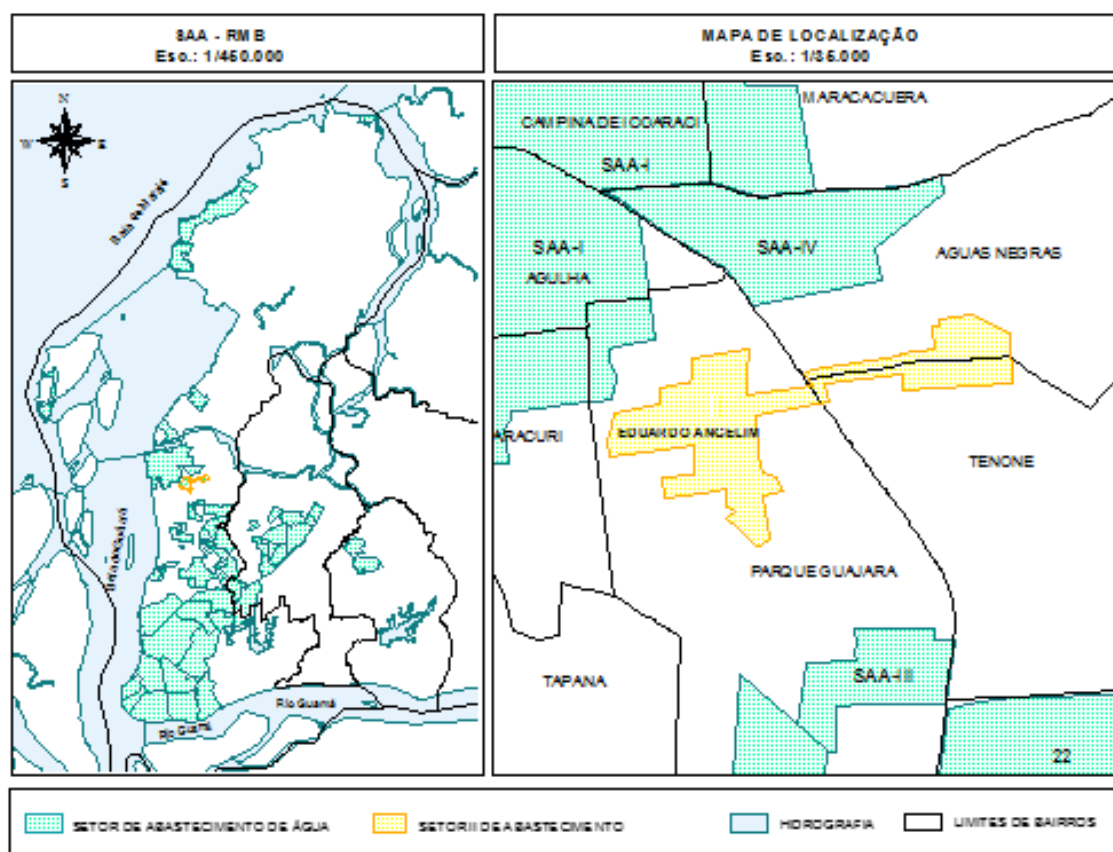 SAA - RMB
Esc.: 1/450.000
MAPA DE LOCALIZAÇÃO
Esc.: 1/35.000
N
W E
S
Rio Guamá
Rio Guamá
MARACACUERA
CAMPINA DE ICOARACI
SAA-I
SAA-I
SAA-IV
AGUAS NEGRAS
AGULHA
EDUARDO ANGELIM
ARACURI
TENONE
PARQUE GUAJARA
TAPANA
SAA-III
22
SETOR DE ABASTECIMENTO DE ÁGUA
SETOR II DE ABASTECIMENTO
HIDROGRAFIA
LIMITES DE BAIRROS